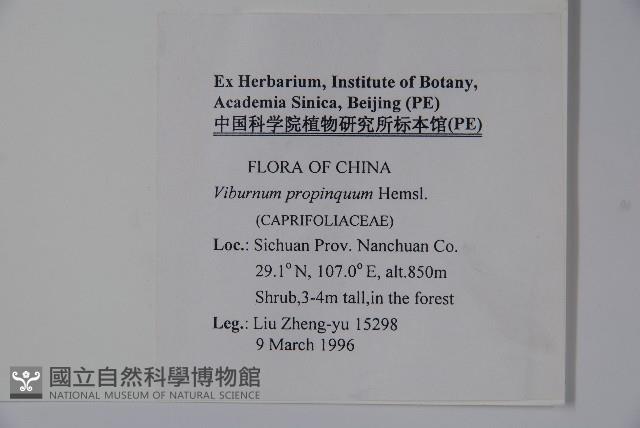 Ex Herbarium, Institute of Botany,
Academia Sinica, Beijing (PE)
中国科学院植物研究所标本馆(PE)
FLORA OF CHINA
Viburnum propinquum Hemsl.
(CAPRIFOLIACEAE)
Loc.: Sichuan Prov. Nanchuan Co.
29.1°N, 107.0°E, alt.850m
Shrub,3-4m tall,in the forest
Leg.: Liu Zheng-yu 15298
9 March 1996
國立自然科學博物館
NATIONAL MUSEUM OF NATURAL SCIENCE